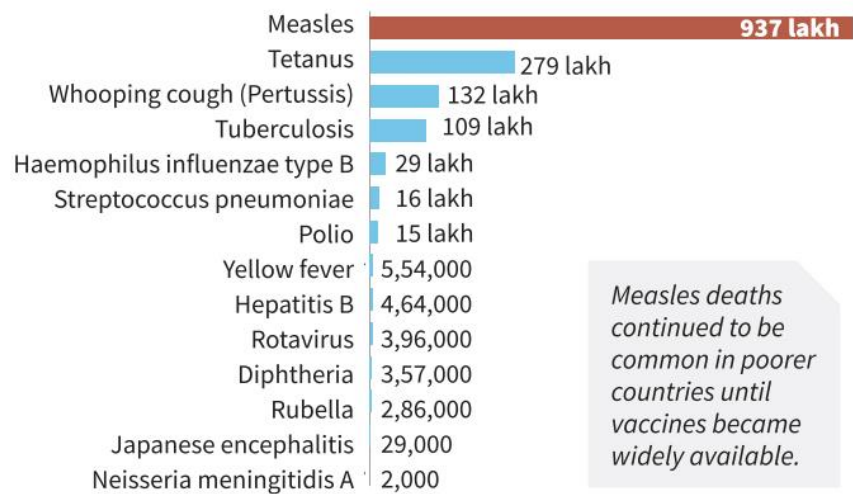 Measles 937 lakh
Tetanus 279 lakh
Whooping cough (Pertussis) 132 lakh
Tuberculosis 109 lakh
Haemophilus influenzae type B 29 lakh
Streptococcus pneumoniae 16 lakh
Polio 15 lakh
Yellow fever 5,54,000
Hepatitis B 4,64,000
Rotavirus 3,96,000
Diphtheria 3,57,000
Rubella 2,86,000
Japanese encephalitis 29,000
Neisseria meningitidis A 2,000
Measles deaths
continued to be
common in poorer
countries until
vaccines became
widely available.